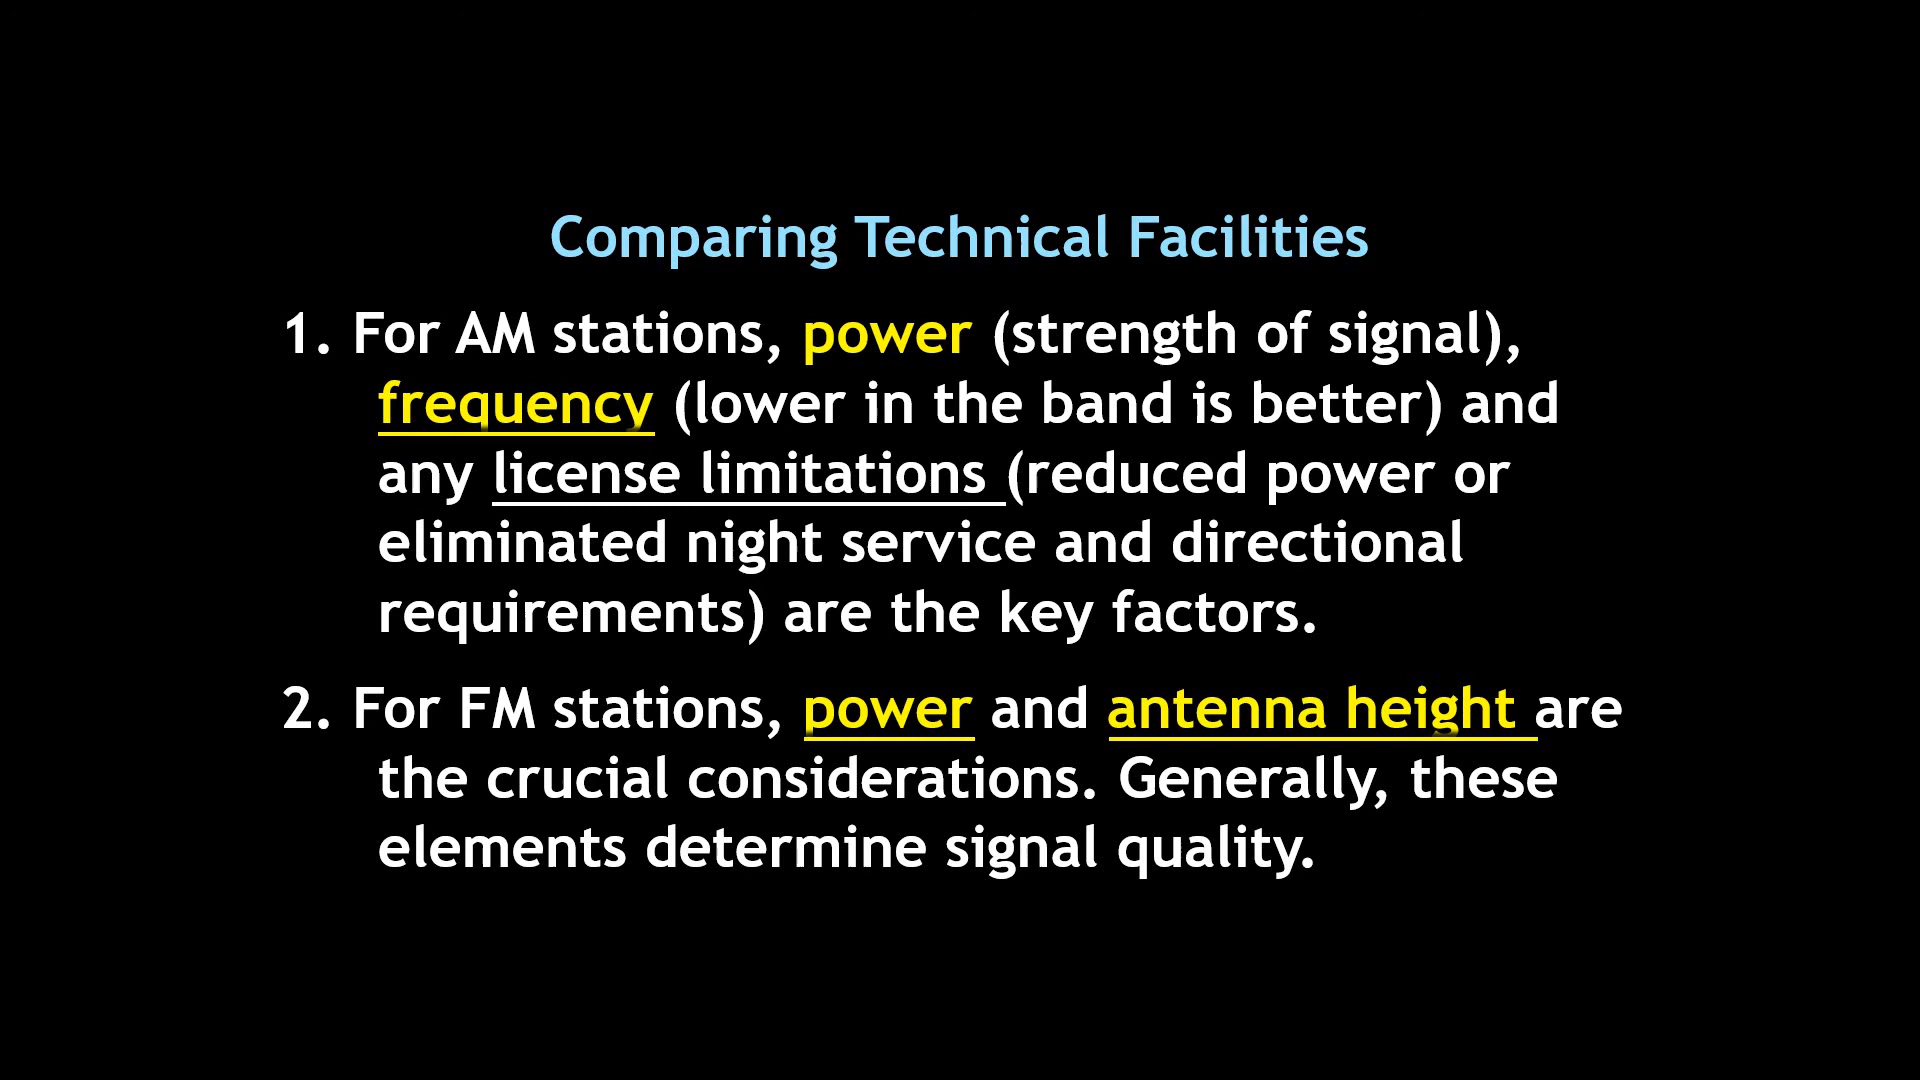 Comparing Technical Facilities
1. For AM stations, power (strength of signal),
frequency (lower in the band is better) and
any license limitations (reduced power or
eliminated night service and directional
requirements) are the key factors.
2. For FM stations, power and antenna height are
the crucial considerations. Generally, these
elements determine signal quality.